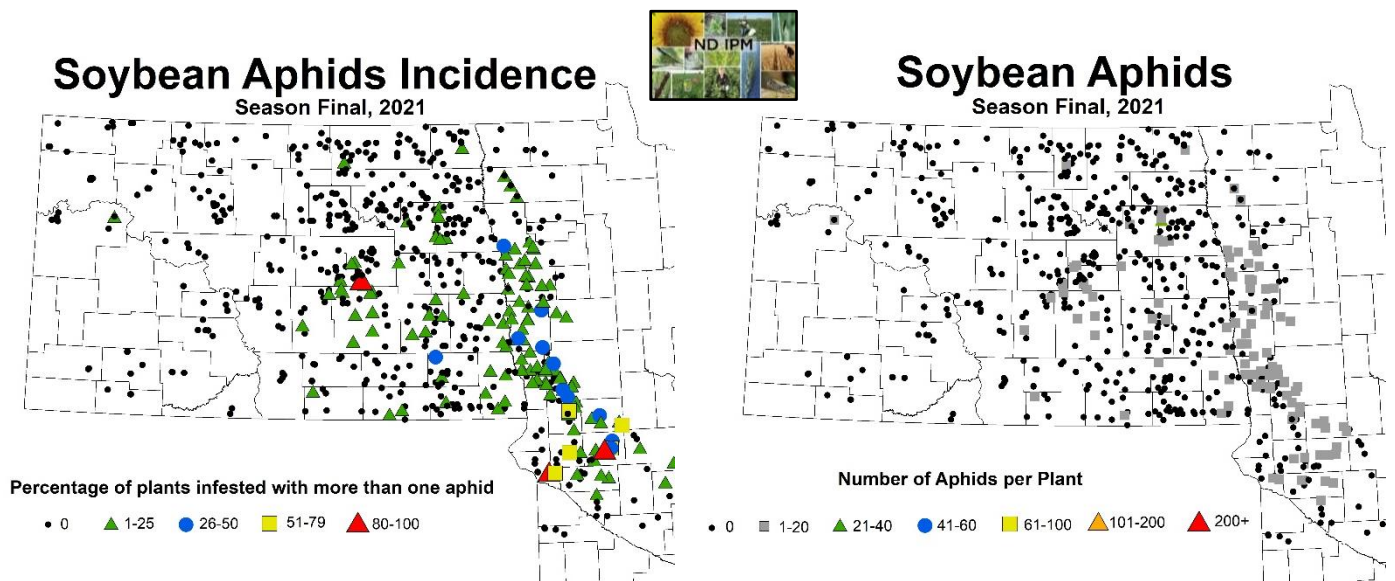 ND IPM
Soybean Aphids Incidence
Season Final, 2021
Percentage of plants infested with more than one aphid
0 1-25 26-50 51-79 80-100
Soybean Aphids
Season Final, 2021
Number of Aphids per Plant
0 1-20 21-40 41-60 61-100 101-200 200+